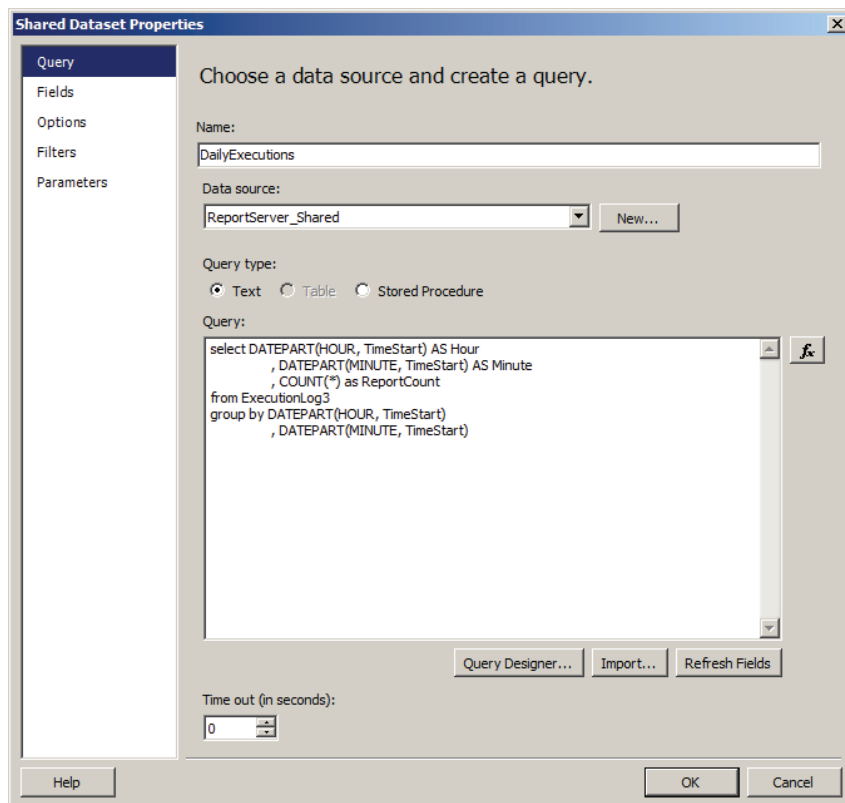 Shared Dataset Properties
Query
Fields
Options
Filters
Parameters
Choose a data source and create a query.
Name:
DailyExecutions
Data source:
ReportServer_Shared
New...
Query type:
Text
Table
Stored Procedure
Query:
select DATEPART(HOUR, TimeStart) AS Hour
, DATEPART(MINUTE, TimeStart) AS Minute
, COUNT(*) as ReportCount
from ExecutionLog3
group by DATEPART(HOUR, TimeStart)
, DATEPART(MINUTE, TimeStart)
fx
Query Designer...
Import...
Refresh Fields
Time out (in seconds):
0
Help
OK
Cancel